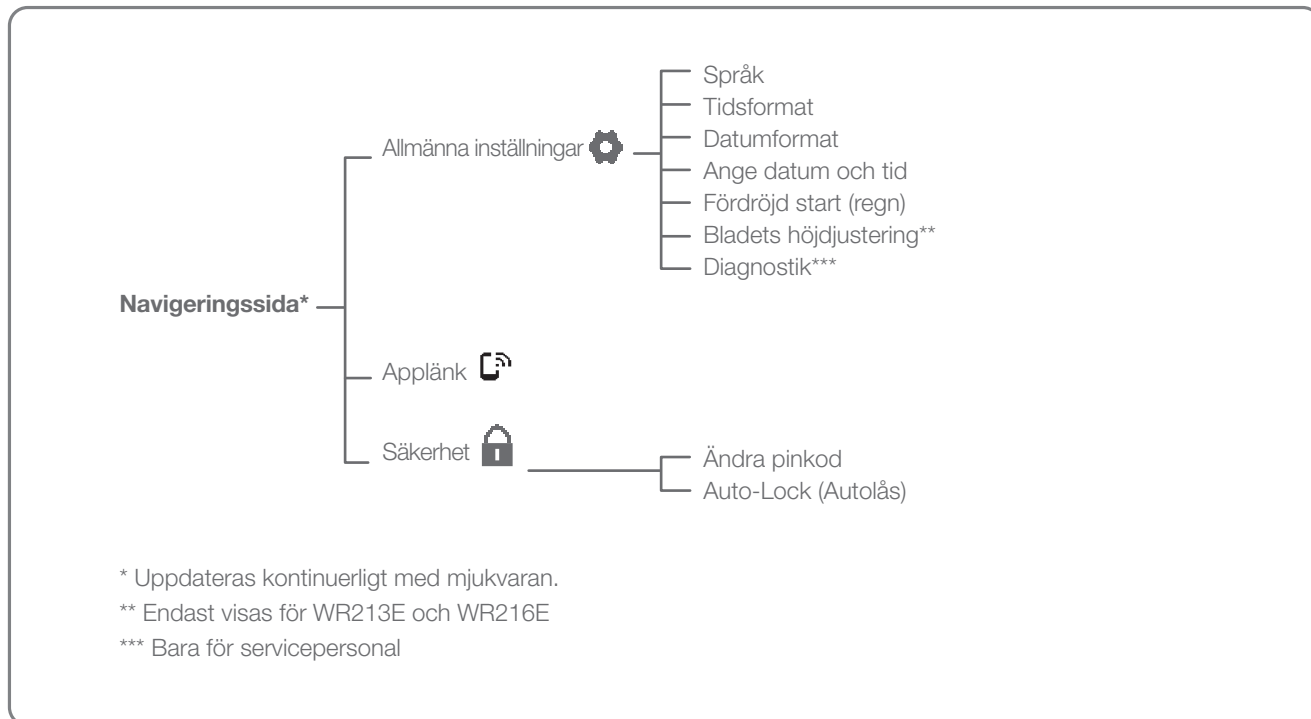 Språk
Tidsformat
Datumformat
Allmänna inställningar
Ange datum och tid
Fördröjd start (regn)
Bladets höjdjustering**
Diagnostik***
Navigeringssida*
Applänk
Säkerhet
Ändra pinkod
Auto-Lock (Autolås)
* Uppdateras kontinuerligt med mjukvaran.
** Endast visas för WR213E och WR216E
*** Bara för servicepersonal